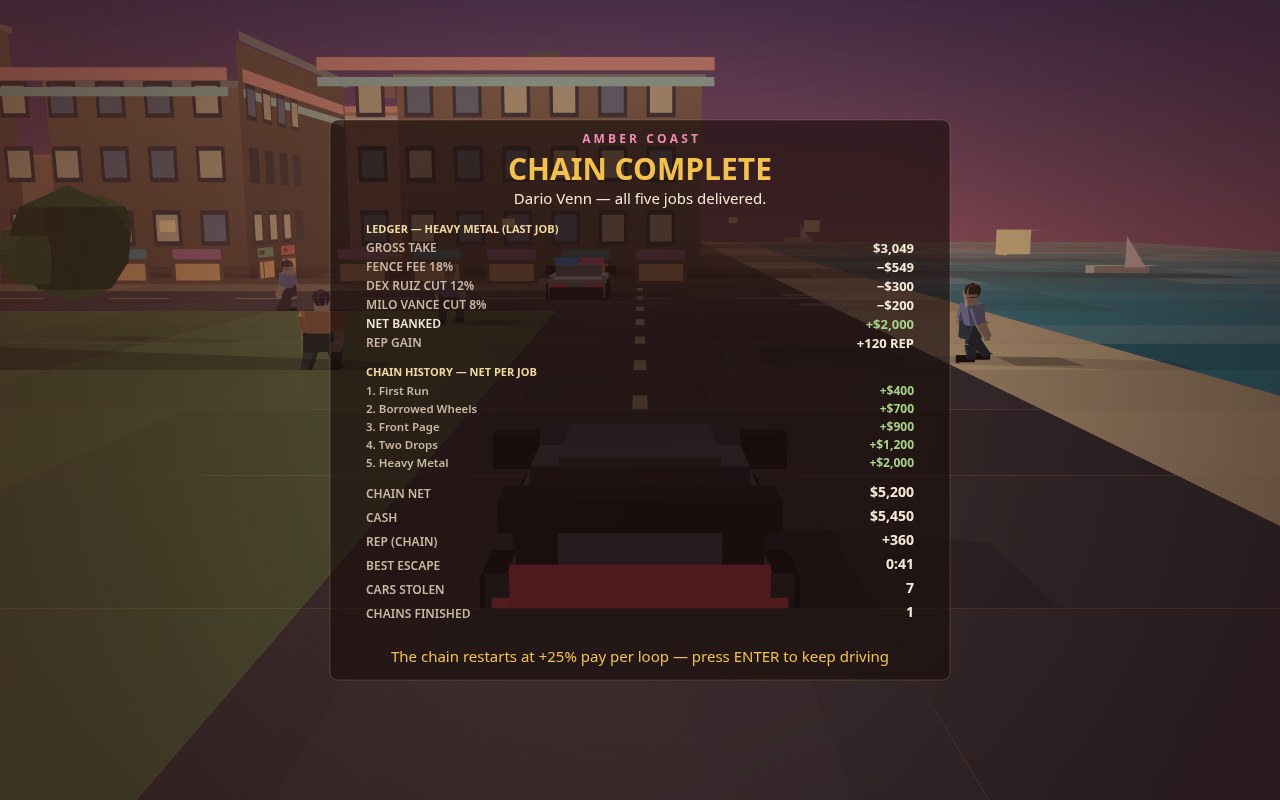 AMBER COAST
CHAIN COMPLETE
Dario Venn — all five jobs delivered.
LEDGER — HEAVY METAL (LAST JOB)
GROSS TAKE $3,049
FENCE FEE 18% −$549
DEX RUIZ CUT 12% −$300
MILO VANCE CUT 8% −$200
NET BANKED +$2,000
REP GAIN +120 REP
CHAIN HISTORY — NET PER JOB
1. First Run +$400
2. Borrowed Wheels +$700
3. Front Page +$900
4. Two Drops +$1,200
5. Heavy Metal +$2,000
CHAIN NET $5,200
CASH $5,450
REP (CHAIN) +360
BEST ESCAPE 0:41
CARS STOLEN 7
CHAINS FINISHED 1
The chain restarts at +25% pay per loop — press ENTER to keep driving